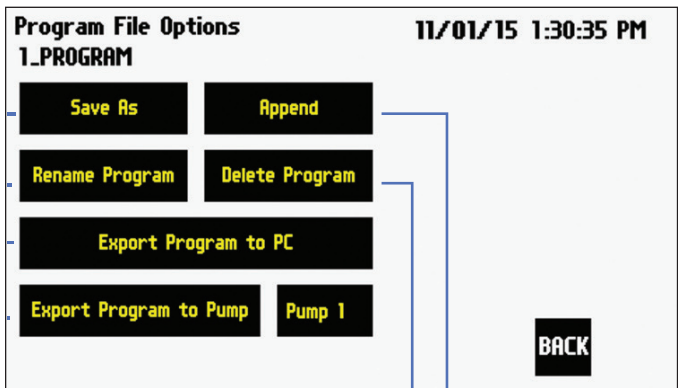 Program File Options 11/01/15 1:30:35 PM
1_PROGRAM
Save As Append
Rename Program Delete Program
Export Program to PC
Export Program to Pump Pump 1
BACK